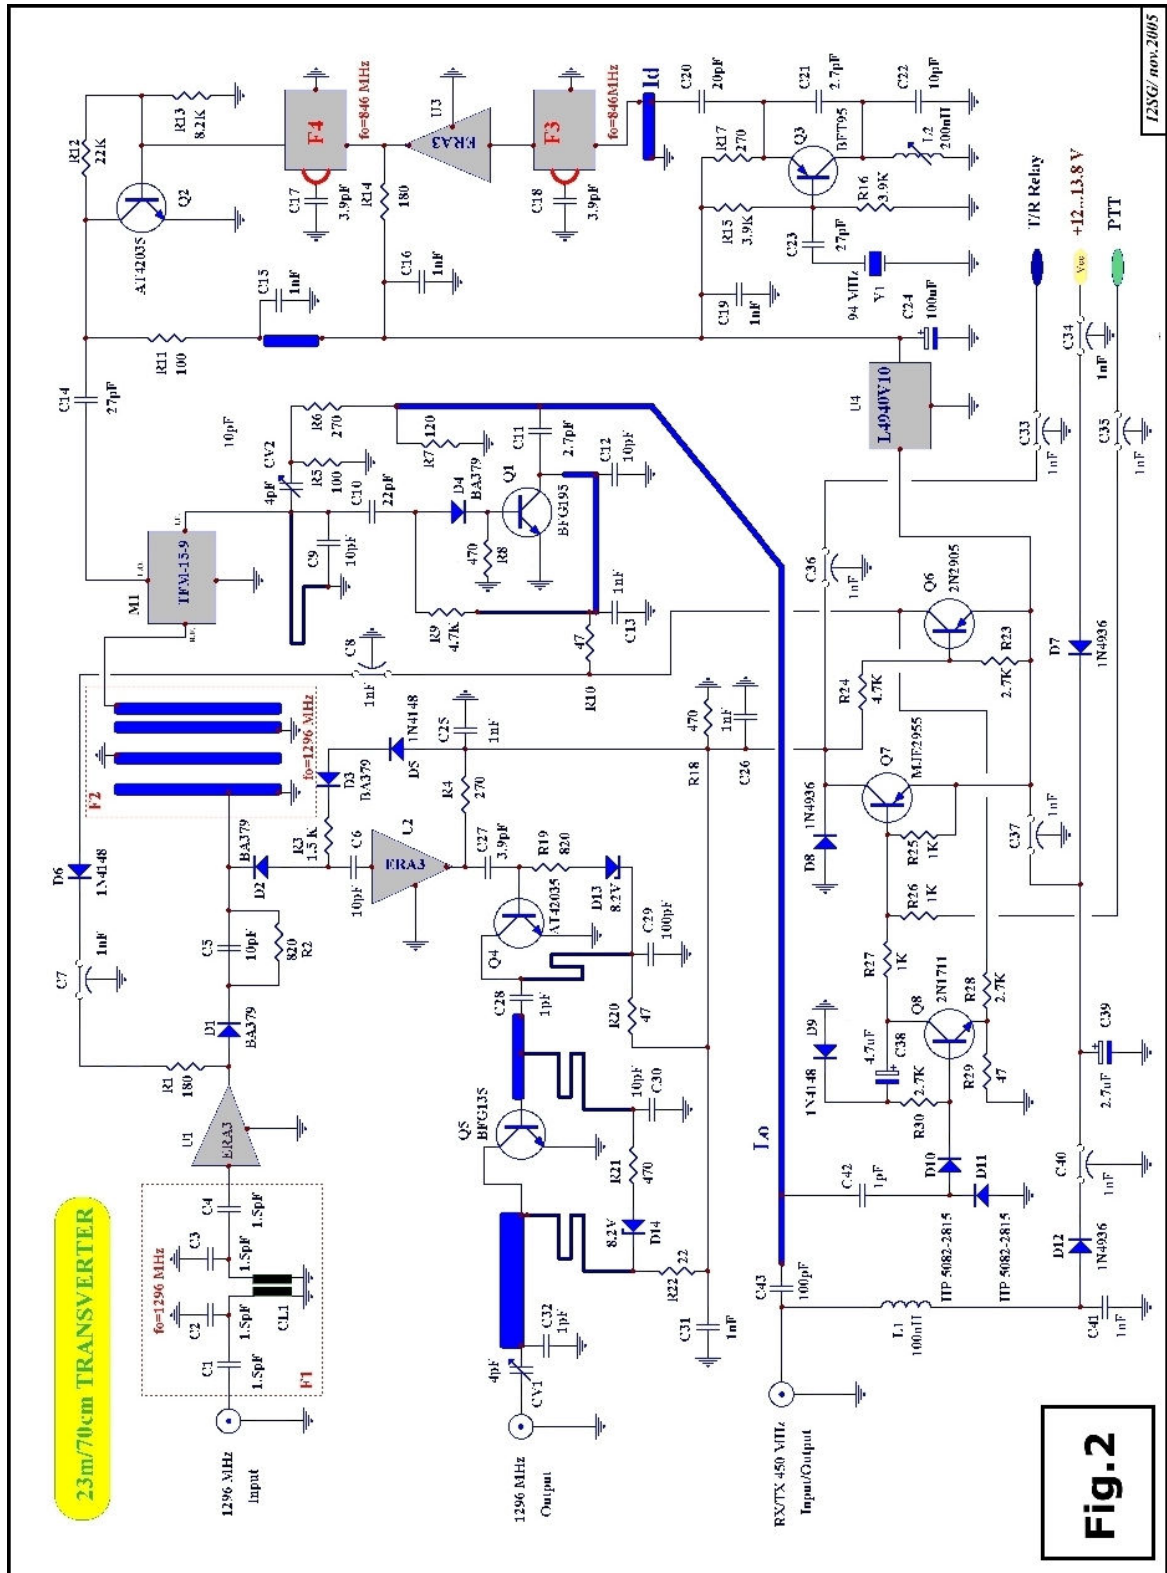 23m/70cm TRANSVERTER
1296 MHz
Input
fo=1296 MHz
C1
1.5pF
C2
1.5pF
C3
1.5pF
C4
1.5pF
CL1
F1
U1
ERA3
R1
180
D1
BA379
C7
1nF
D6
1N4148
C5
10pF
820
R2
D2
BA379
F2
fo=1296 MHz
R3
1.5K
D3
BA379
C6
10pF
M1
TFM-15-9
R.F.
L.O.
I.F.
C14
27pF
R11
100
AT42035
Q2
R12
22K
R13
8.2K
C15
1nF
C17
3.9pF
F4
fo=846 MHz
R14
180
C16
1nF
ERA3
U3
C18
3.9pF
F3
fo=846MHz
Ld
C20
20pF
C21
2.7pF
C22
10pF
R17
270
Q3
BFT95
L2
200nH
R15
3.9K
R16
3.9K
C23
27pF
94 MHz
Y1
C19
1nF
C24
100uF
U4
L4940V10
10pF
CV2
4pF
R6
270
R5
100
R7
120
C9
10pF
C10
22pF
D4
BA379
470
R8
Q1
BFG195
C11
2.7pF
C12
10pF
R9
4.7K
C13
1nF
47
R10
C8
1nF
D5
1N4148
C25
1nF
R4
270
U2
ERA3
C27
3.9pF
R19
820
D13
8.2V
Q4
AT42035
C28
1pF
C29
100pF
R20
47
R18
470
C26
1nF
Q5
BFG135
10pF
C30
R21
470
8.2V
D14
R22
22
C31
1nF
1296 MHz
Output
4pF
CV1
C32
1pF
Lo
RX/TX 450 MHz
Input/Output
C43
100pF
C42
1pF
L1
100nH
D10
D11
HP 5082-2815
HP 5082-2815
1N4148
D9
4.7uF
C38
R30
2.7K
R27
1K
Q8
2N1711
R28
2.7K
R29
47
D8
1N4936
Q7
MJE2955
R25
1K
R26
1K
C36
1nF
R24
4.7K
Q6
2N2905
R23
2.7K
C37
1nF
D7
1N4936
D12
1N4936
C41
1nF
C40
1nF
C39
2.7uF
C33
1nF
C34
1nF
C35
1nF
T/R Relay
Vcc
+12...13.8 V
PTT
Fig.2
I2SG/ nov.2005